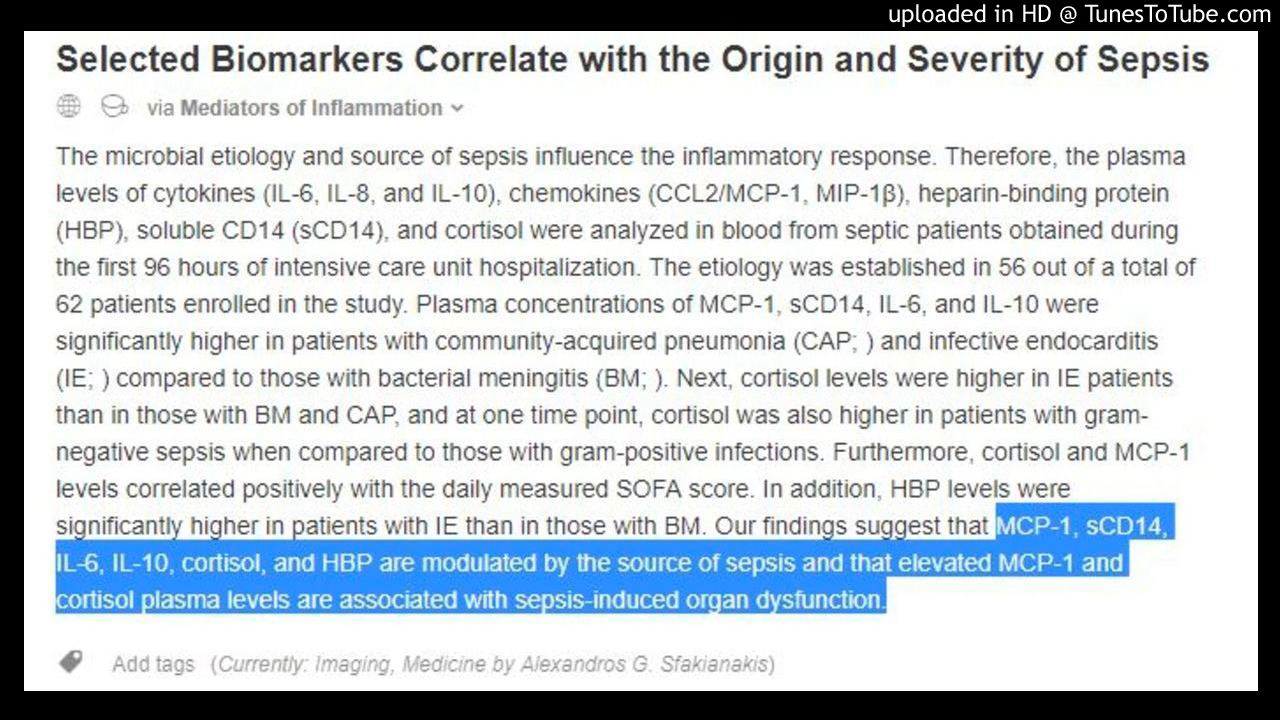 uploaded in HD @ TunesToTube.com
Selected Biomarkers Correlate with the Origin and Severity of Sepsis
via Mediators of Inflammation
The microbial etiology and source of sepsis influence the inflammatory response. Therefore, the plasma
levels of cytokines (IL-6, IL-8, and IL-10), chemokines (CCL2/MCP-1, MIP-1β), heparin-binding protein
(HBP), soluble CD14 (sCD14), and cortisol were analyzed in blood from septic patients obtained during
the first 96 hours of intensive care unit hospitalization. The etiology was established in 56 out of a total of
62 patients enrolled in the study. Plasma concentrations of MCP-1, sCD14, IL-6, and IL-10 were
significantly higher in patients with community-acquired pneumonia (CAP; ) and infective endocarditis
(IE; ) compared to those with bacterial meningitis (BM; ). Next, cortisol levels were higher in IE patients
than in those with BM and CAP, and at one time point, cortisol was also higher in patients with gram-
negative sepsis when compared to those with gram-positive infections. Furthermore, cortisol and MCP-1
levels correlated positively with the daily measured SOFA score. In addition, HBP levels were
significantly higher in patients with IE than in those with BM. Our findings suggest that MCP-1, sCD14,
IL-6, IL-10, cortisol, and HBP are modulated by the source of sepsis and that elevated MCP-1 and
cortisol plasma levels are associated with sepsis-induced organ dysfunction.
Add tags (Currently: Imaging, Medicine by Alexandros G. Sfakianakis)